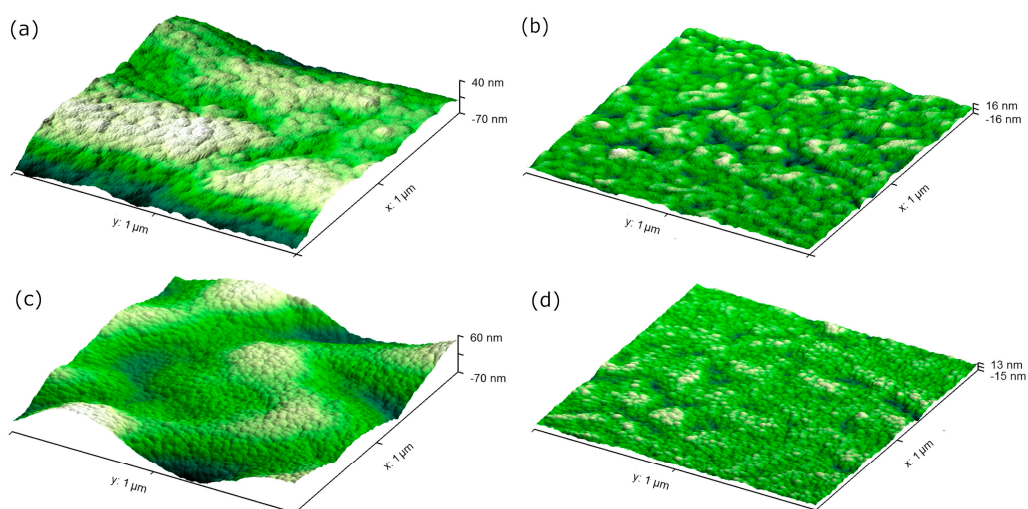 (a)
40 nm
-70 nm
x: 1 µm
y: 1 µm
(b)
16 nm
-16 nm
x: 1 µm
y: 1 µm
(c)
60 nm
-70 nm
x: 1 µm
y: 1 µm
(d)
13 nm
-15 nm
x: 1 µm
y: 1 µm